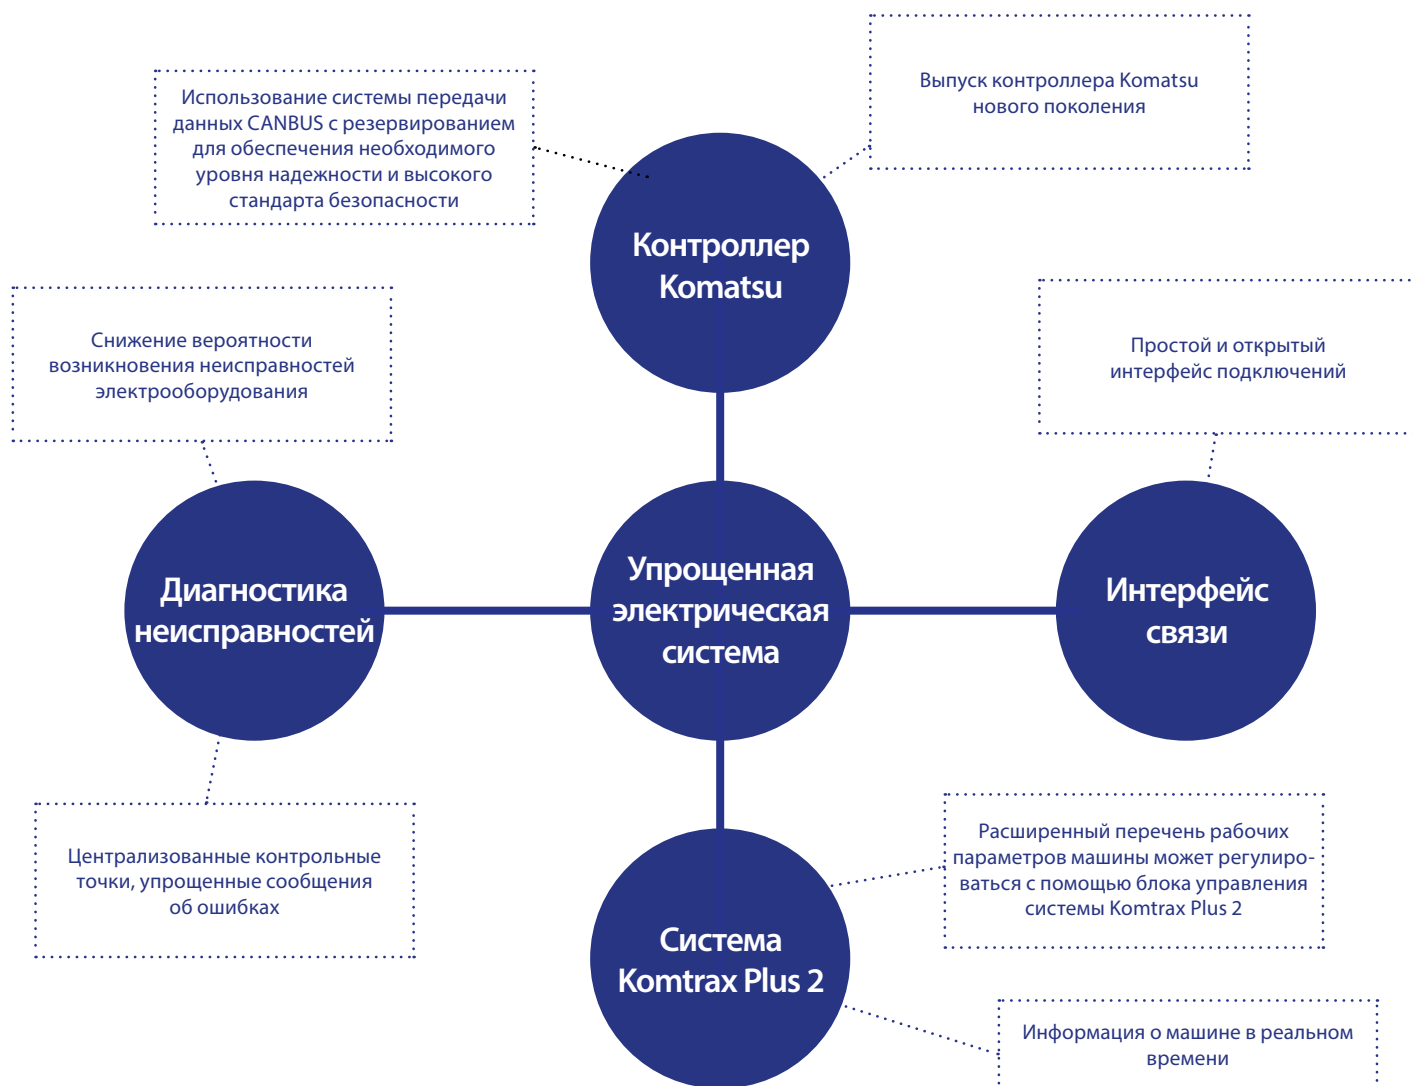 Выпуск контроллера Komatsu
нового поколения
Использование системы передачи
данных CANBUS с резервированием
для обеспечения необходимого
уровня надежности и высокого
стандарта безопасности
Контроллер
Komatsu
Снижение вероятности
возникновения неисправностей
электрооборудования
Простой и открытый
интерфейс подключений
Диагностика
неисправностей
Упрощенная
электрическая
система
Интерфейс
связи
Централизованные контрольные
точки, упрощенные сообщения
об ошибках
Расширенный перечень рабочих
параметров машины может регулиро-
ваться с помощью блока управления
системы Komtrax Plus 2
Система
Komtrax Plus 2
Информация о машине в реальном
времени